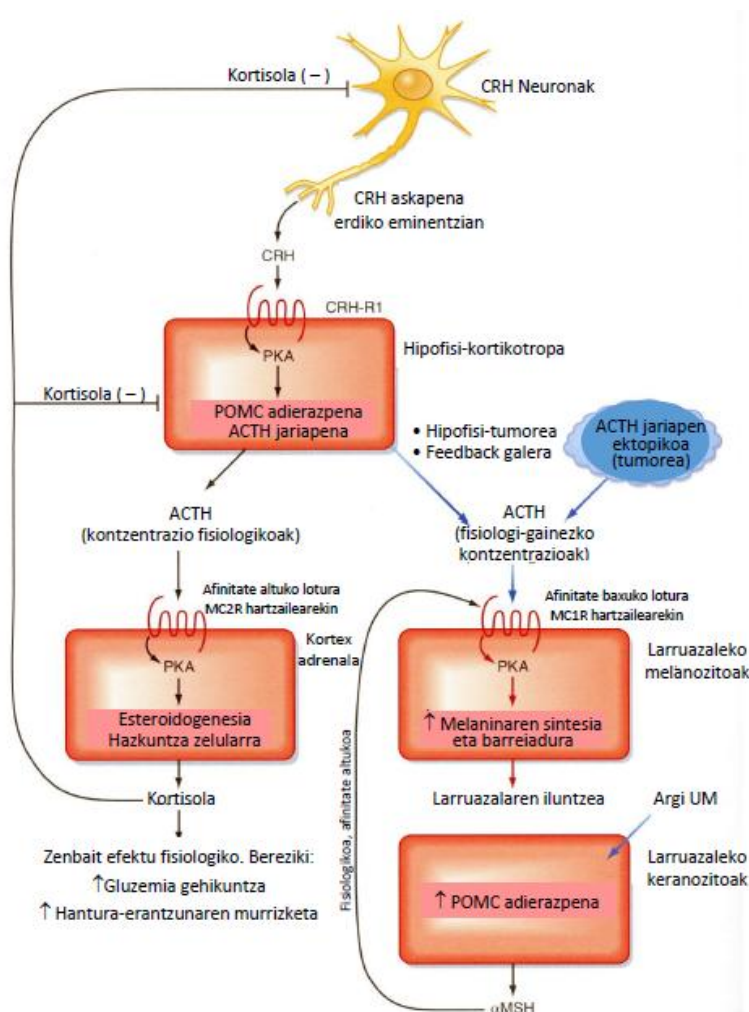 Kortisola ( – )
CRH Neuronak
CRH askapena
erdiko eminentzian
CRH
CRH-R1
PKA
Hipofisi-kortikotropa
Kortisola ( – )
POMC adierazpena
ACTH jariapena
• Hipofisi-tumorea
• Feedback galera
ACTH jariapen
ektopikoa
(tumorea)
ACTH
(kontzentrazio fisiologikoak)
ACTH
(fisiologi-gainezko
kontzentrazioak)
Afinitate altuko lotura
MC2R hartzailearekin
Kortex
adrenala
PKA
Esteroidogenesia
Hazkuntza zelularra
Kortisola
Zenbait efektu fisiologiko. Bereziki:
↑Gluzemia gehikuntza
↑ Hantura-erantzunaren murrizketa
Afinitate baxuko lotura
MC1R hartzailearekin
Larruazaleko
melanozitoak
PKA
↑ Melaninaren sintesia
eta barreiadura
Larruazalaren iluntzea
Fisiologikoa, afinitate altukoa
Argi UM
Larruazaleko
keranozitoak
↑ POMC adierazpena
αMSH